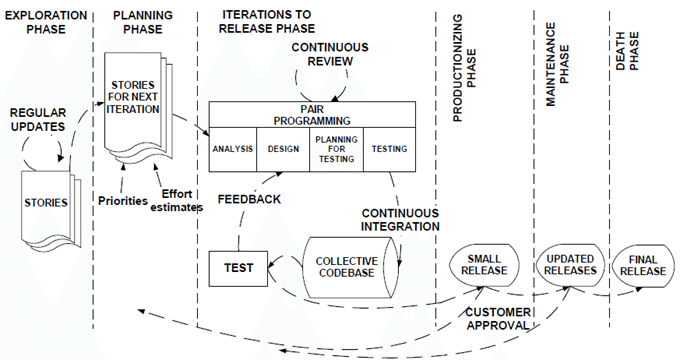 EXPLORATION
PHASE
PLANNING
PHASE
ITERATIONS TO
RELEASE PHASE
PRODUCTIONIZING
PHASE
MAINTENANCE
PHASE
DEATH
PHASE
REGULAR
UPDATES
STORIES
STORIES
FOR NEXT
ITERATION
Priorities
Effort
estimates
CONTINUOUS
REVIEW
PAIR
PROGRAMMING
ANALYSIS
DESIGN
PLANNING
FOR
TESTING
TESTING
FEEDBACK
CONTINUOUS
INTEGRATION
TEST
COLLECTIVE
CODEBASE
SMALL
RELEASE
UPDATED
RELEASES
FINAL
RELEASE
CUSTOMER
APPROVAL